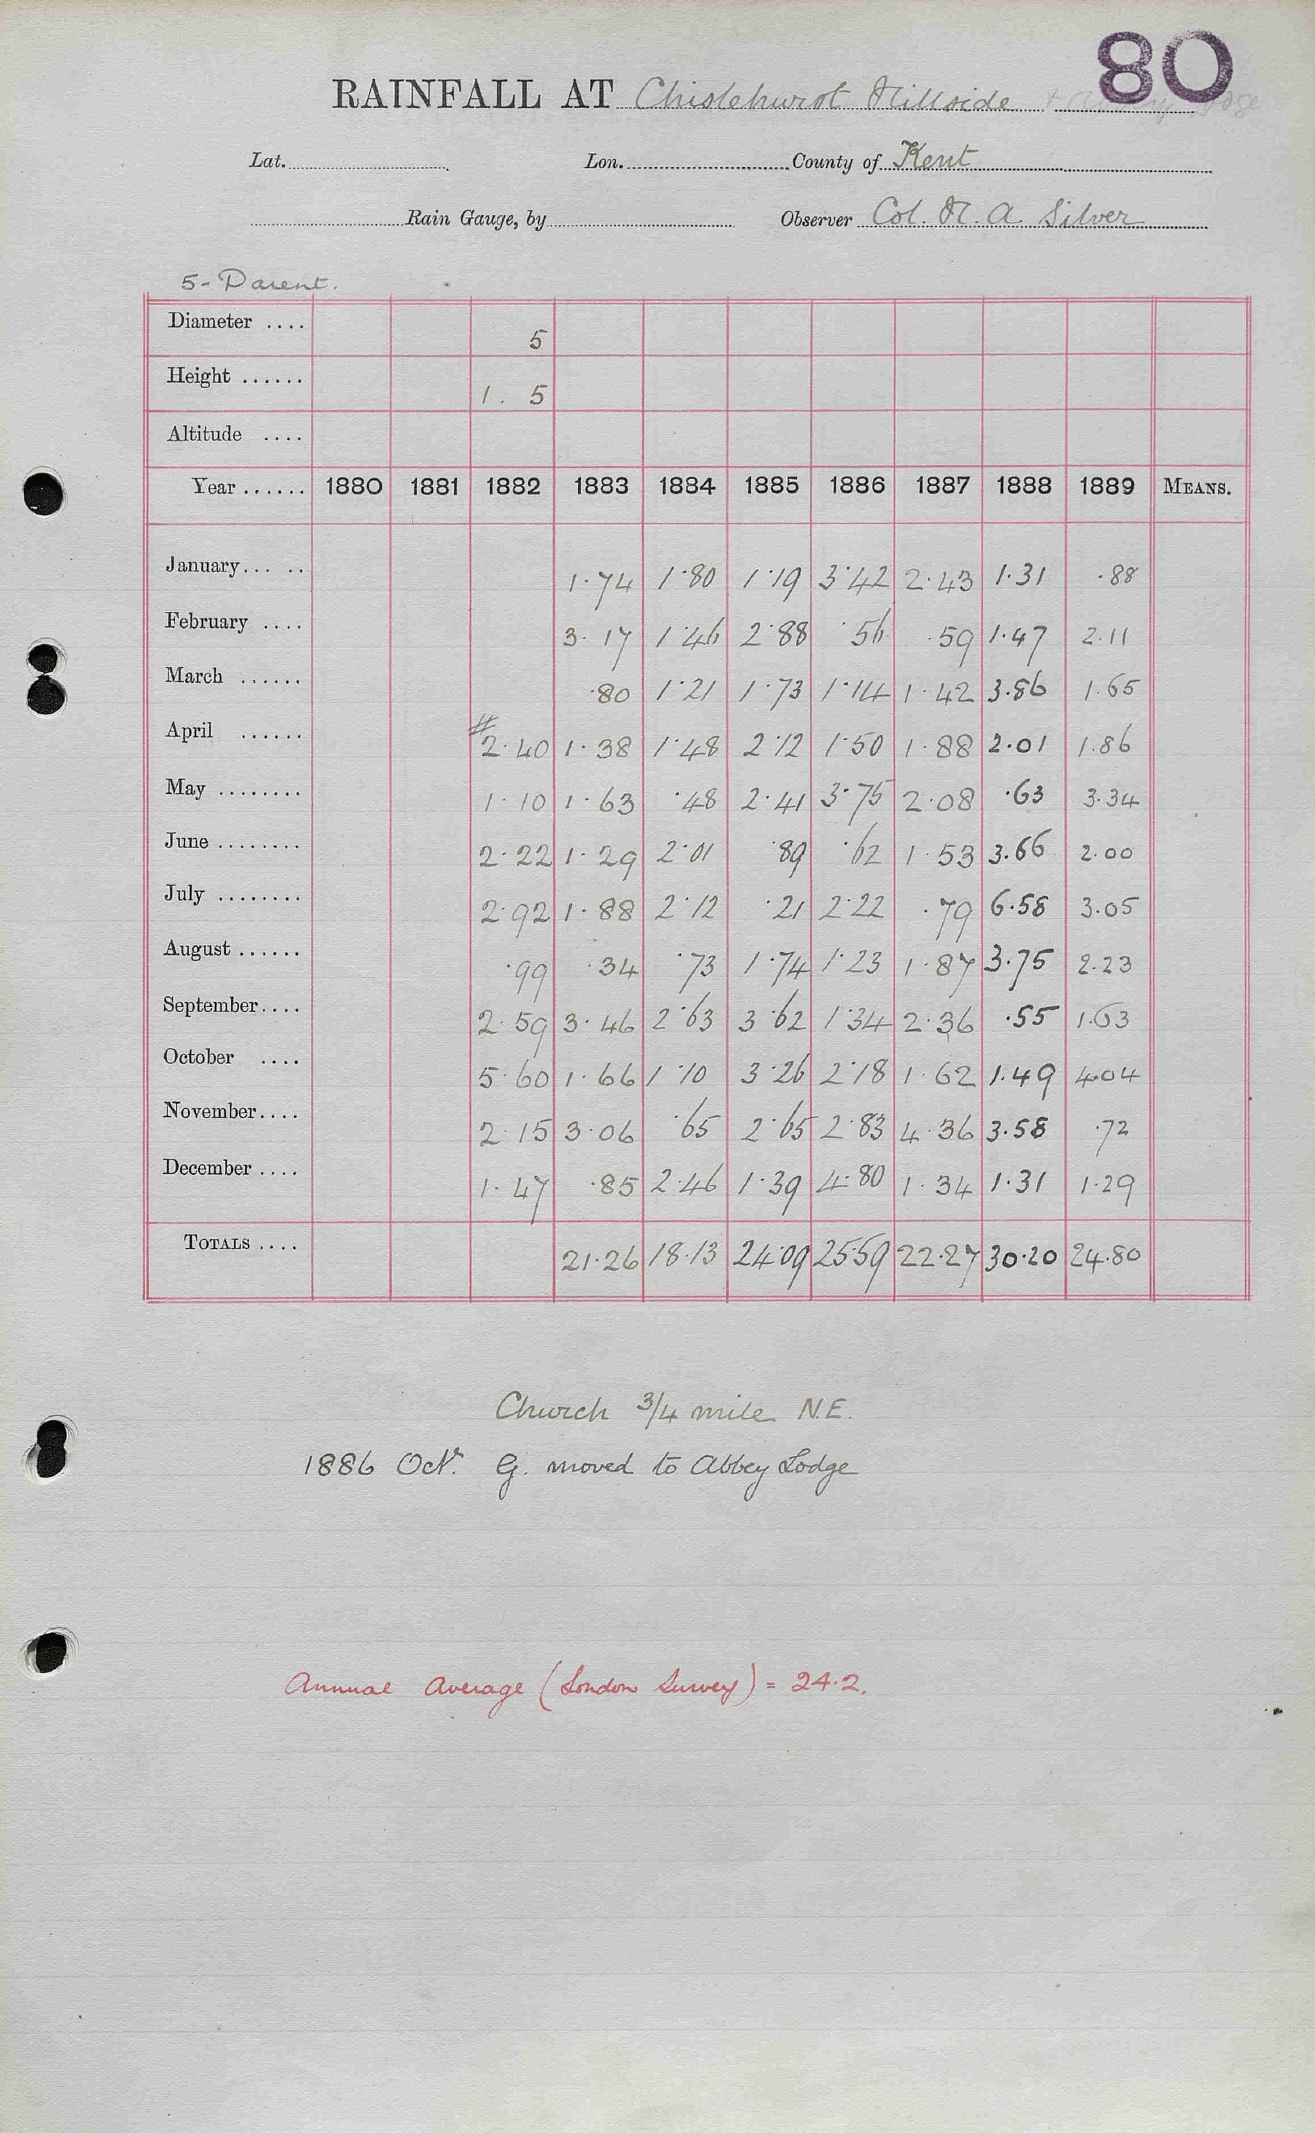 80
RAINFALL AT Chislehurst Hillside
Lat. Lon. County of Kent
Rain Gauge, by Observer Col. H. A. Silver
5 - Parent.
Diameter .... 5
Height ...... 1. 5
Altitude ....
Year ...... 1880 1881 1882 1883 1884 1885 1886 1887 1888 1889 MEANS.
January... .. 1.74 1.80 1.19 3.42 2.43 1.31 .88
February .... 3.17 1.46 2.88 .56 .59 1.47 2.11
March ...... .80 1.21 1.73 1.14 1.42 3.86 1.65
April ...... #2.40 1.38 1.48 2.12 1.50 1.88 2.01 1.86
May ........ 1.10 1.63 .48 2.41 3.75 2.08 .63 3.34
June ........ 2.22 1.29 2.01 .89 .62 1.53 3.66 2.00
July ........ 2.92 1.88 2.12 .21 2.22 .79 6.58 3.05
August ...... .99 .34 .73 1.74 1.23 1.87 3.75 2.23
September.... 2.59 3.46 2.63 3.62 1.34 2.36 .55 1.63
October .... 5.60 1.66 1.10 3.26 2.18 1.62 1.49 4.04
November.... 2.15 3.06 .65 2.65 2.83 4.36 3.58 .72
December .... 1.47 .85 2.46 1.39 4.80 1.34 1.31 1.29
TOTALS .... 21.26 18.13 24.09 25.59 22.27 30.20 24.80
Church 3/4 mile N.E.
1886 Oct. G. moved to Abbey Lodge
Annual Average (London Survey) = 24.2.